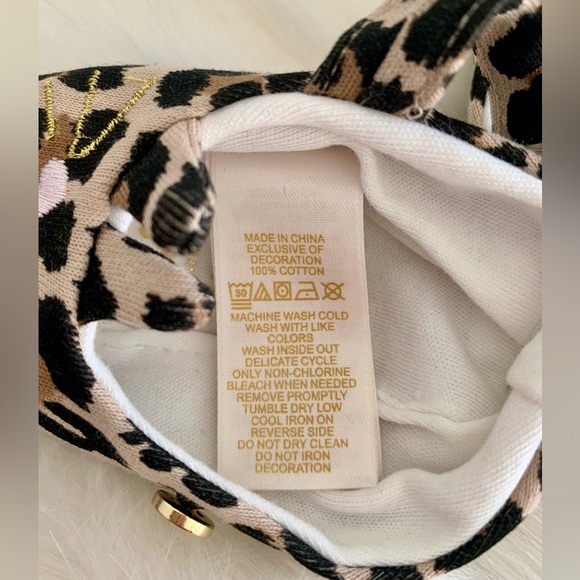 MADE IN CHINA
EXCLUSIVE OF
DECORATION
100% COTTON
30
MACHINE WASH COLD
WASH WITH LIKE
COLORS
WASH INSIDE OUT
DELICATE CYCLE
ONLY NON-CHLORINE
BLEACH WHEN NEEDED
REMOVE PROMPTLY
TUMBLE DRY LOW
COOL IRON ON
REVERSE SIDE
DO NOT DRY CLEAN
DO NOT IRON
DECORATION